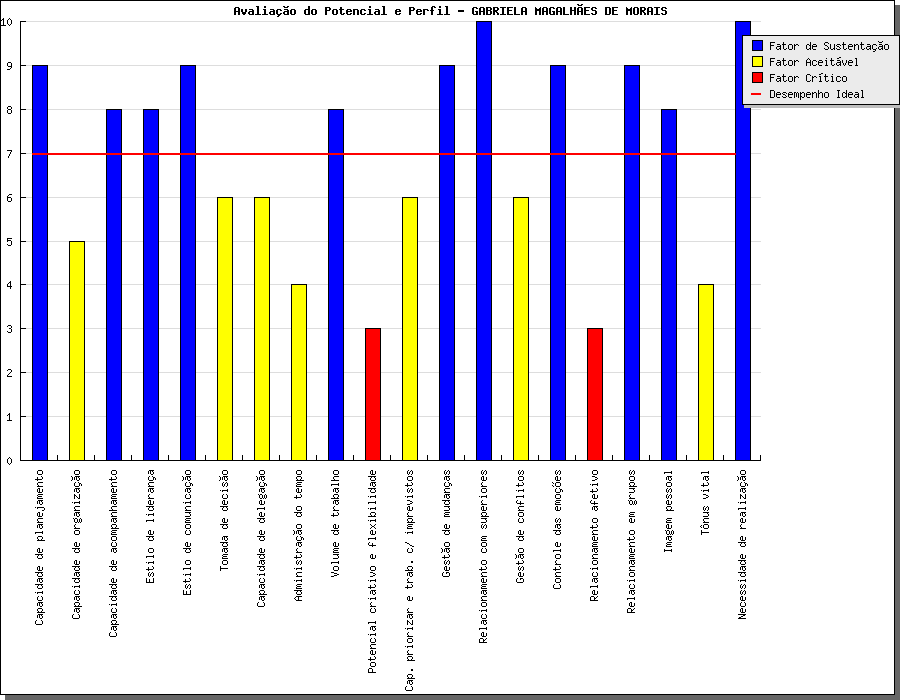 Avaliação do Potencial e Perfil - GABRIELA MAGALHÃES DE MORAIS
10
9
8
7
6
5
4
3
2
1
0
Fator de Sustentação
Fator Aceitável
Fator Crítico
Desempenho Ideal
Capacidade de planejamento
Capacidade de organização
Capacidade de acompanhamento
Estilo de liderança
Estilo de comunicação
Tomada de decisão
Capacidade de delegação
Administração do tempo
Volume de trabalho
Potencial criativo e flexibilidade
Cap. priorizar e trab. c/ imprevistos
Gestão de mudanças
Relacionamento com superiores
Gestão de conflitos
Controle das emoções
Relacionamento afetivo
Relacionamento em grupos
Imagem pessoal
Tônus vital
Necessidade de realização